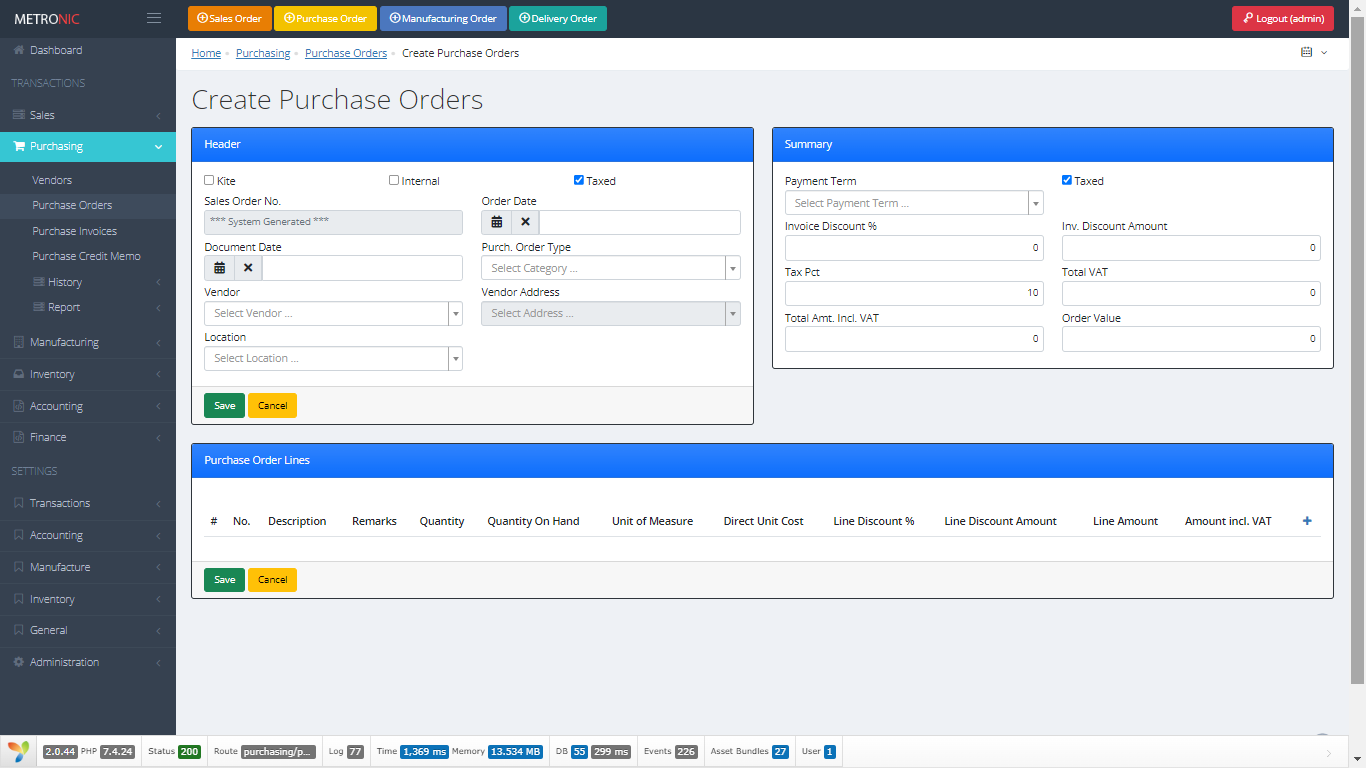 METRONIC
Sales Order Purchase Order Manufacturing Order Delivery Order Logout (admin)
Dashboard
TRANSACTIONS
Sales
Purchasing
Vendors
Purchase Orders
Purchase Invoices
Purchase Credit Memo
History
Report
Manufacturing
Inventory
Accounting
Finance
SETTINGS
Transactions
Accounting
Manufacture
Inventory
General
Administration
Home Purchasing Purchase Orders Create Purchase Orders
Create Purchase Orders
Header
Kite Internal Taxed
Sales Order No. Order Date
*** System Generated ***
Document Date Purch. Order Type
Select Category ...
Vendor Vendor Address
Select Vendor ... Select Address ...
Location
Select Location ...
Save Cancel
Summary
Payment Term Taxed
Select Payment Term ...
Invoice Discount % Inv. Discount Amount
0 0
Tax Pct Total VAT
10 0
Total Amt. Incl. VAT Order Value
0 0
Purchase Order Lines
# No. Description Remarks Quantity Quantity On Hand Unit of Measure Direct Unit Cost Line Discount % Line Discount Amount Line Amount Amount incl. VAT
Save Cancel
2.0.44 PHP 7.4.24 Status 200 Route purchasing/p... Log 77 Time 1,369 ms Memory 13.534 MB DB 55 299 ms Events 226 Asset Bundles 27 User 1